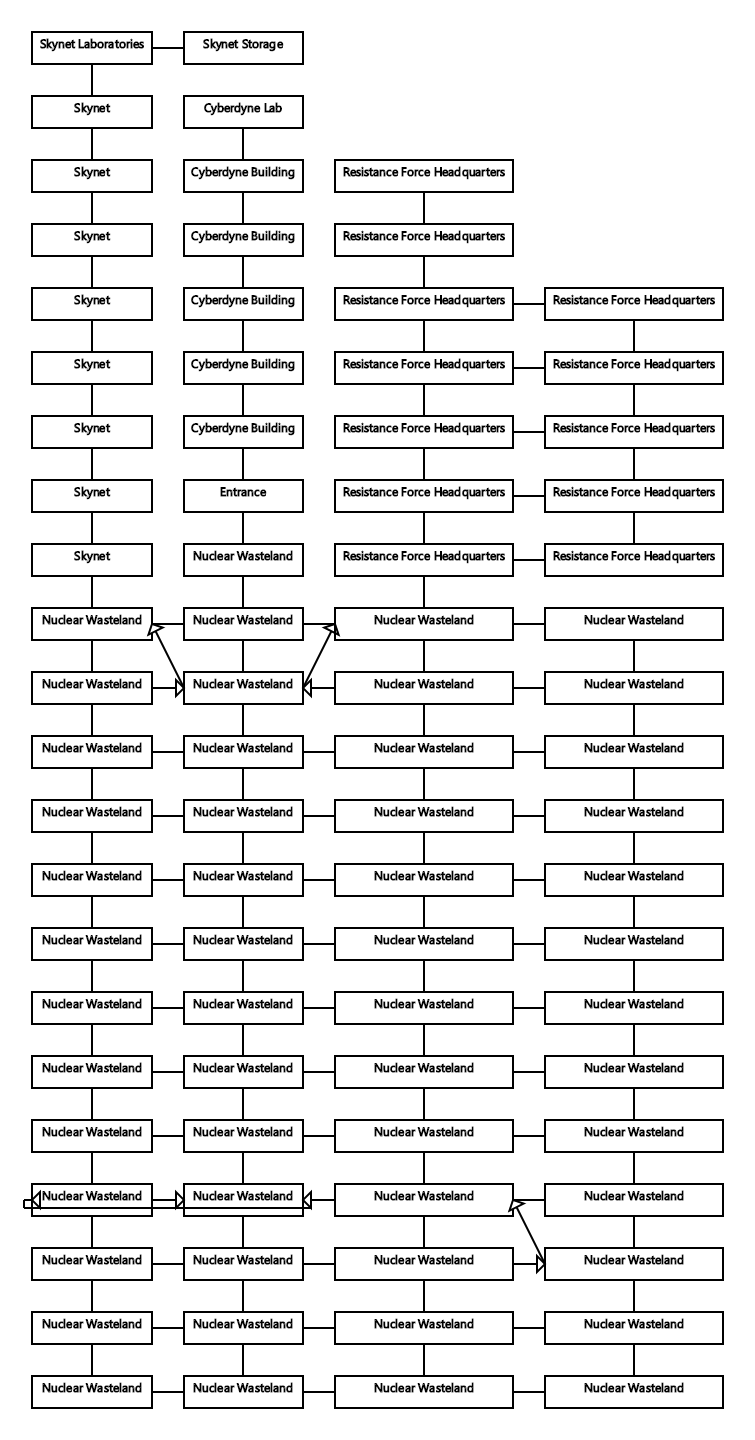 Skynet Laboratories Skynet Storage
Skynet Cyberdyne Lab
Skynet Cyberdyne Building Resistance Force Headquarters
Skynet Cyberdyne Building Resistance Force Headquarters
Skynet Cyberdyne Building Resistance Force Headquarters Resistance Force Headquarters
Skynet Cyberdyne Building Resistance Force Headquarters Resistance Force Headquarters
Skynet Cyberdyne Building Resistance Force Headquarters Resistance Force Headquarters
Skynet Entrance Resistance Force Headquarters Resistance Force Headquarters
Skynet Nuclear Wasteland Resistance Force Headquarters Resistance Force Headquarters
Nuclear Wasteland Nuclear Wasteland Nuclear Wasteland Nuclear Wasteland
Nuclear Wasteland Nuclear Wasteland Nuclear Wasteland Nuclear Wasteland
Nuclear Wasteland Nuclear Wasteland Nuclear Wasteland Nuclear Wasteland
Nuclear Wasteland Nuclear Wasteland Nuclear Wasteland Nuclear Wasteland
Nuclear Wasteland Nuclear Wasteland Nuclear Wasteland Nuclear Wasteland
Nuclear Wasteland Nuclear Wasteland Nuclear Wasteland Nuclear Wasteland
Nuclear Wasteland Nuclear Wasteland Nuclear Wasteland Nuclear Wasteland
Nuclear Wasteland Nuclear Wasteland Nuclear Wasteland Nuclear Wasteland
Nuclear Wasteland Nuclear Wasteland Nuclear Wasteland Nuclear Wasteland
Nuclear Wasteland Nuclear Wasteland Nuclear Wasteland Nuclear Wasteland
Nuclear Wasteland Nuclear Wasteland Nuclear Wasteland Nuclear Wasteland
Nuclear Wasteland Nuclear Wasteland Nuclear Wasteland Nuclear Wasteland
Nuclear Wasteland Nuclear Wasteland Nuclear Wasteland Nuclear Wasteland